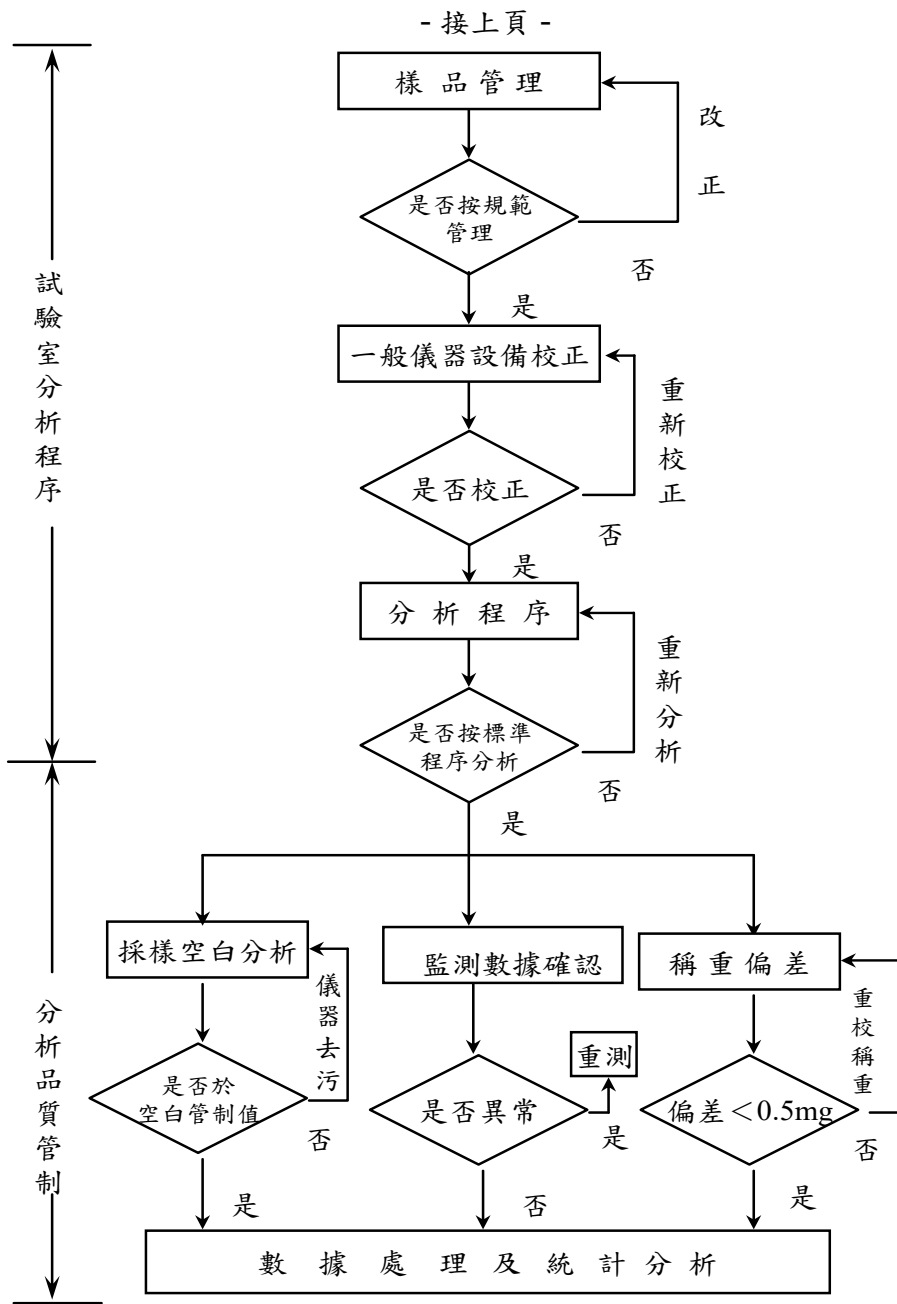 - 接上頁 -
樣品管理
改正
是否按規範
管理
否
是
試驗室分析程序
一般儀器設備校正
重新校正
是否校正
否
是
分析程序
重新分析
是否按標準
程序分析
否
是
採樣空白分析
儀器去污
是否於
空白管制值
否
是
監測數據確認
重測
是否異常
是
否
稱重偏差
重校稱重
偏差＜0.5mg
否
是
分析品質管制
數據處理及統計分析